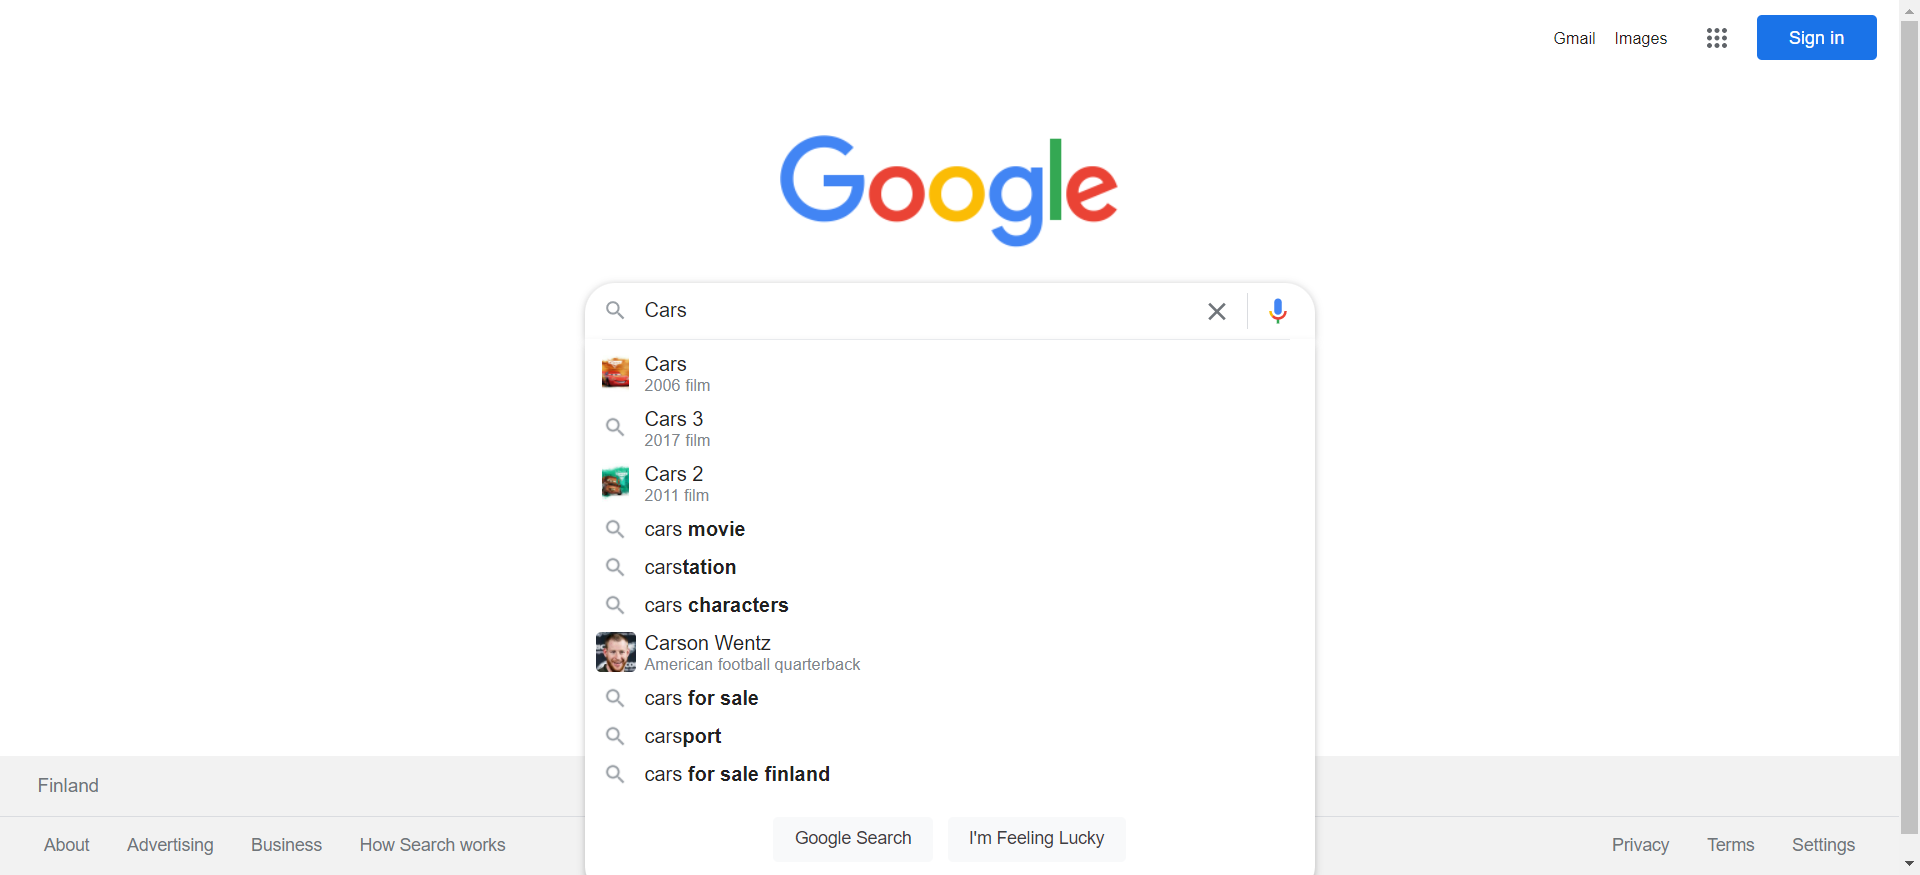 Gmail Images Sign in
Google
Cars
Cars
2006 film
Cars 3
2017 film
Cars 2
2011 film
cars movie
carstation
cars characters
Carson Wentz
American football quarterback
cars for sale
carsport
cars for sale finland
Google Search I'm Feeling Lucky
Finland
About Advertising Business How Search works Privacy Terms Settings